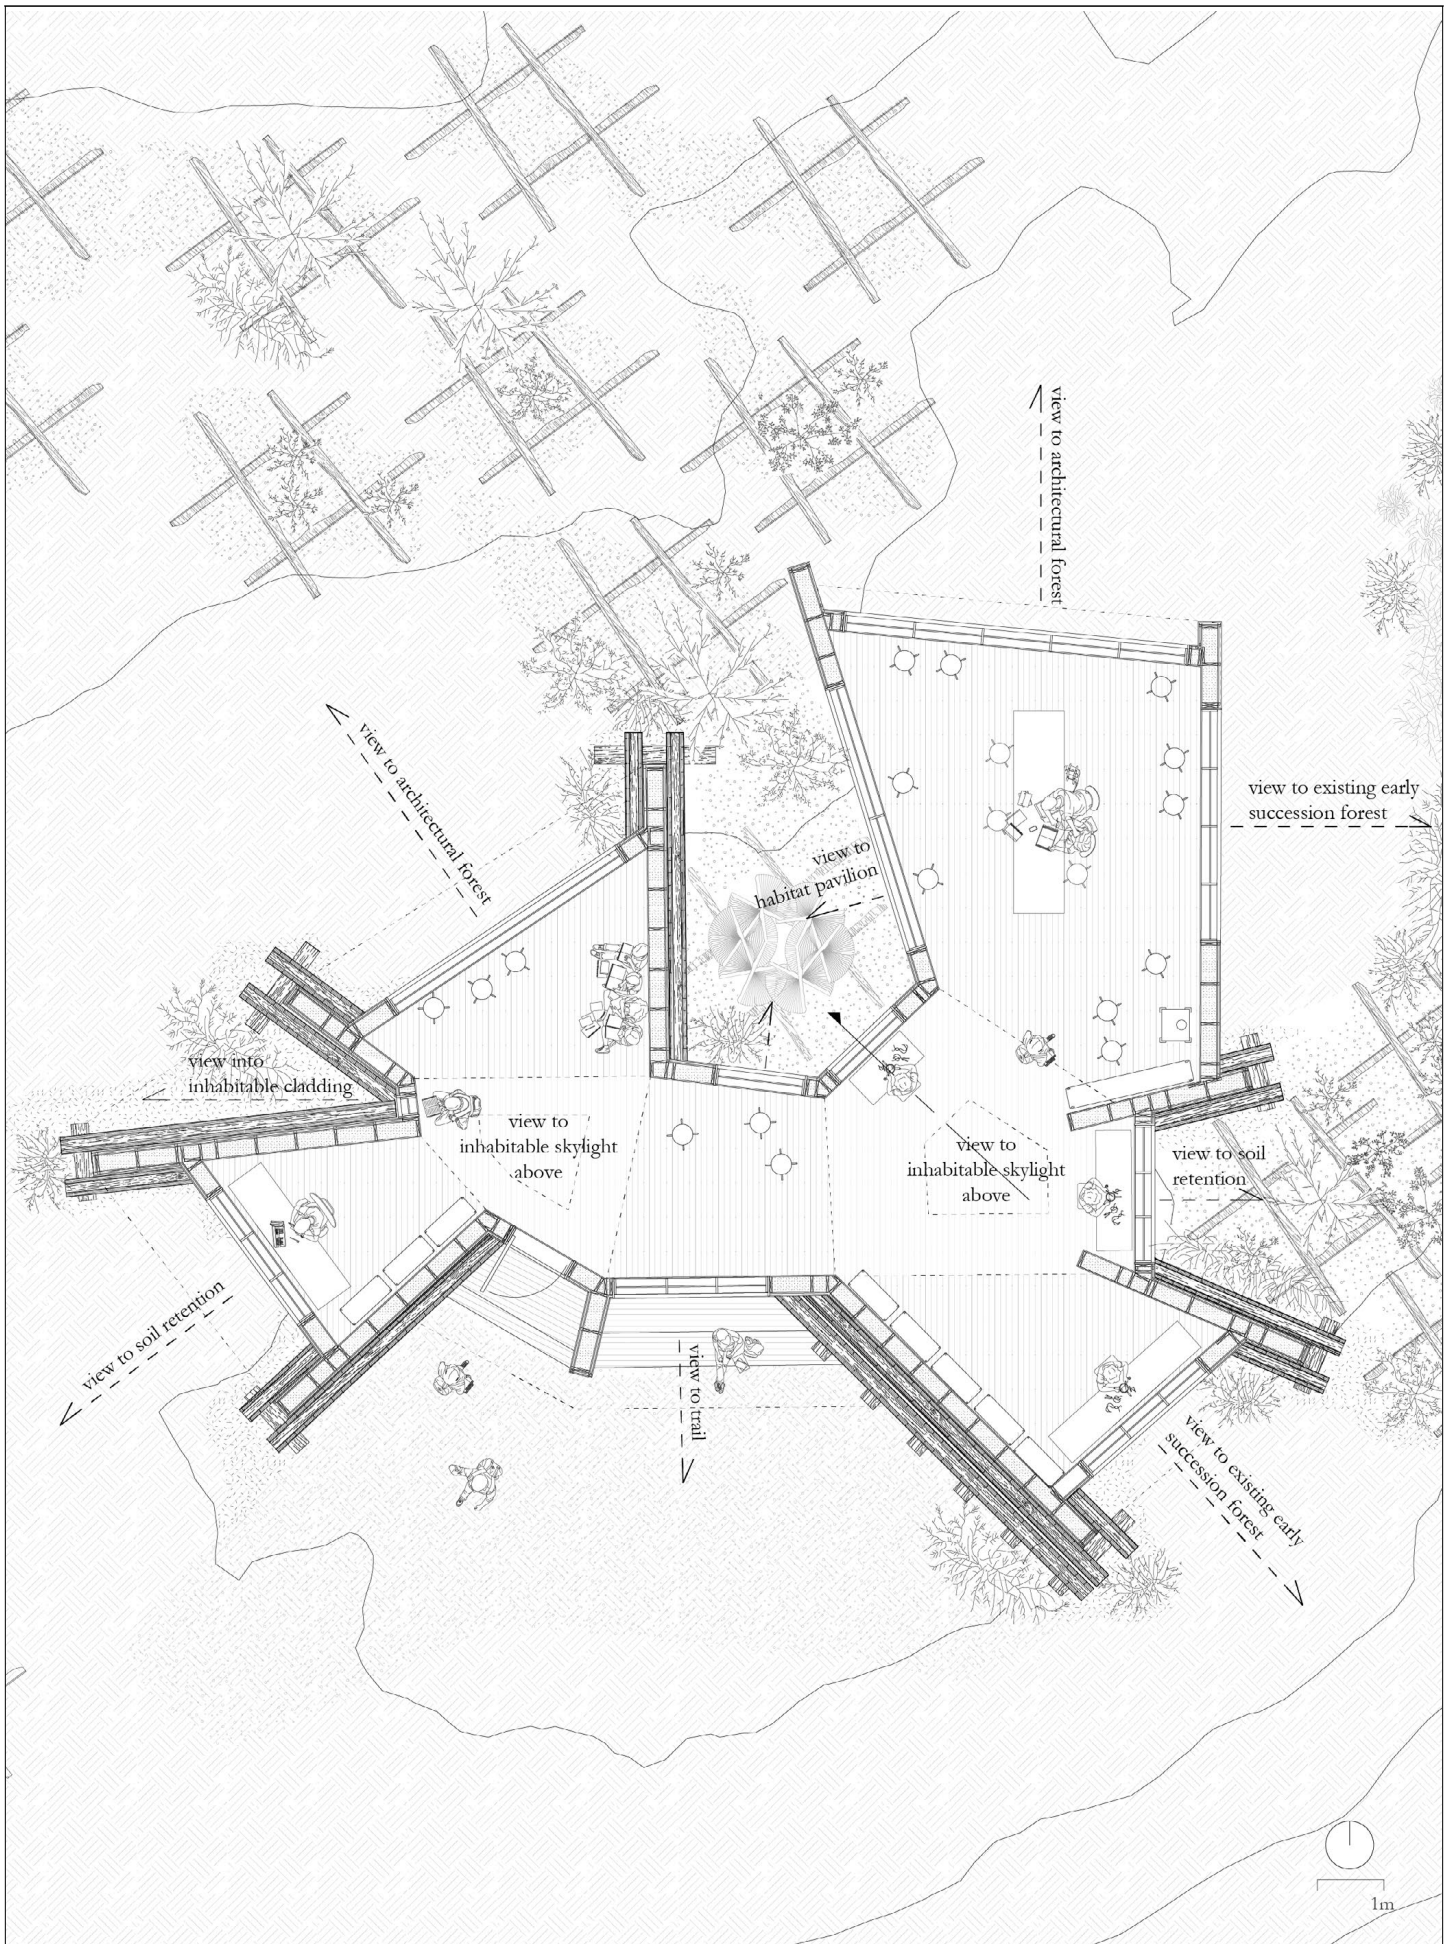 view to architectural forest
view to architectural forest
view to existing early
succession forest
view to
habitat pavilion
view into
inhabitable cladding
view to
inhabitable skylight
above
view to
inhabitable skylight
above
view to soil
retention
view to soil retention
view to trail
view to existing early
succession forest
1m